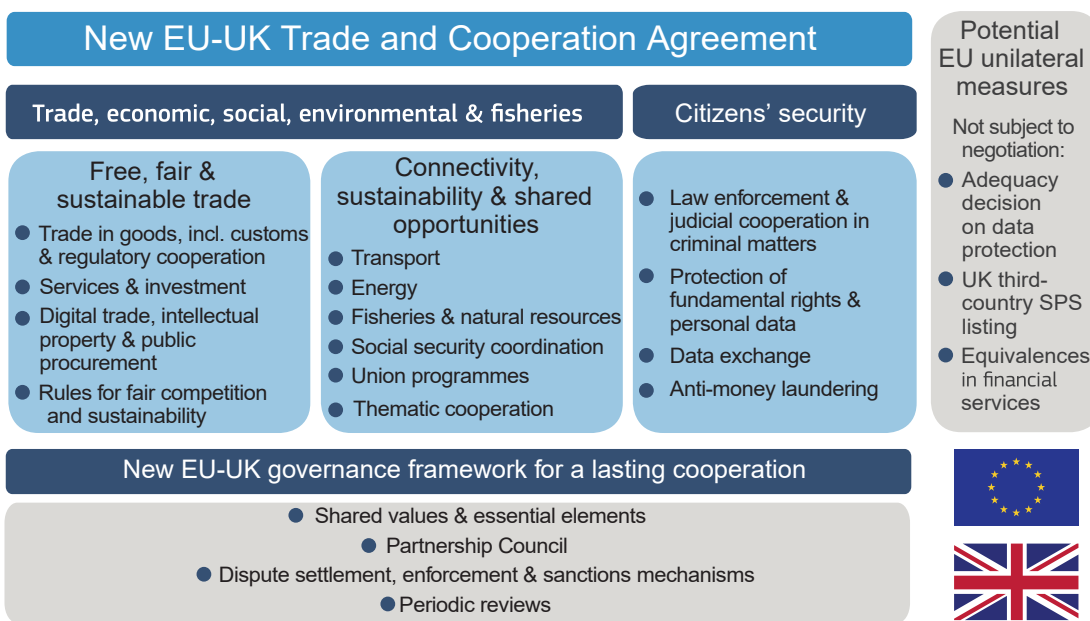 New EU-UK Trade and Cooperation Agreement
Trade, economic, social, environmental & fisheries
Free, fair &
sustainable trade
Trade in goods, incl. customs
& regulatory cooperation
Services & investment
Digital trade, intellectual
property & public
procurement
Rules for fair competition
and sustainability
Connectivity,
sustainability & shared
opportunities
Transport
Energy
Fisheries & natural resources
Social security coordination
Union programmes
Thematic cooperation
Citizens' security
Law enforcement &
judicial cooperation in
criminal matters
Protection of
fundamental rights &
personal data
Data exchange
Anti-money laundering
New EU-UK governance framework for a lasting cooperation
Shared values & essential elements
Partnership Council
Dispute settlement, enforcement & sanctions mechanisms
Periodic reviews
Potential
EU unilateral
measures
Not subject to
negotiation:
Adequacy
decision
on data
protection
UK third-
country SPS
listing
Equivalences
in financial
services